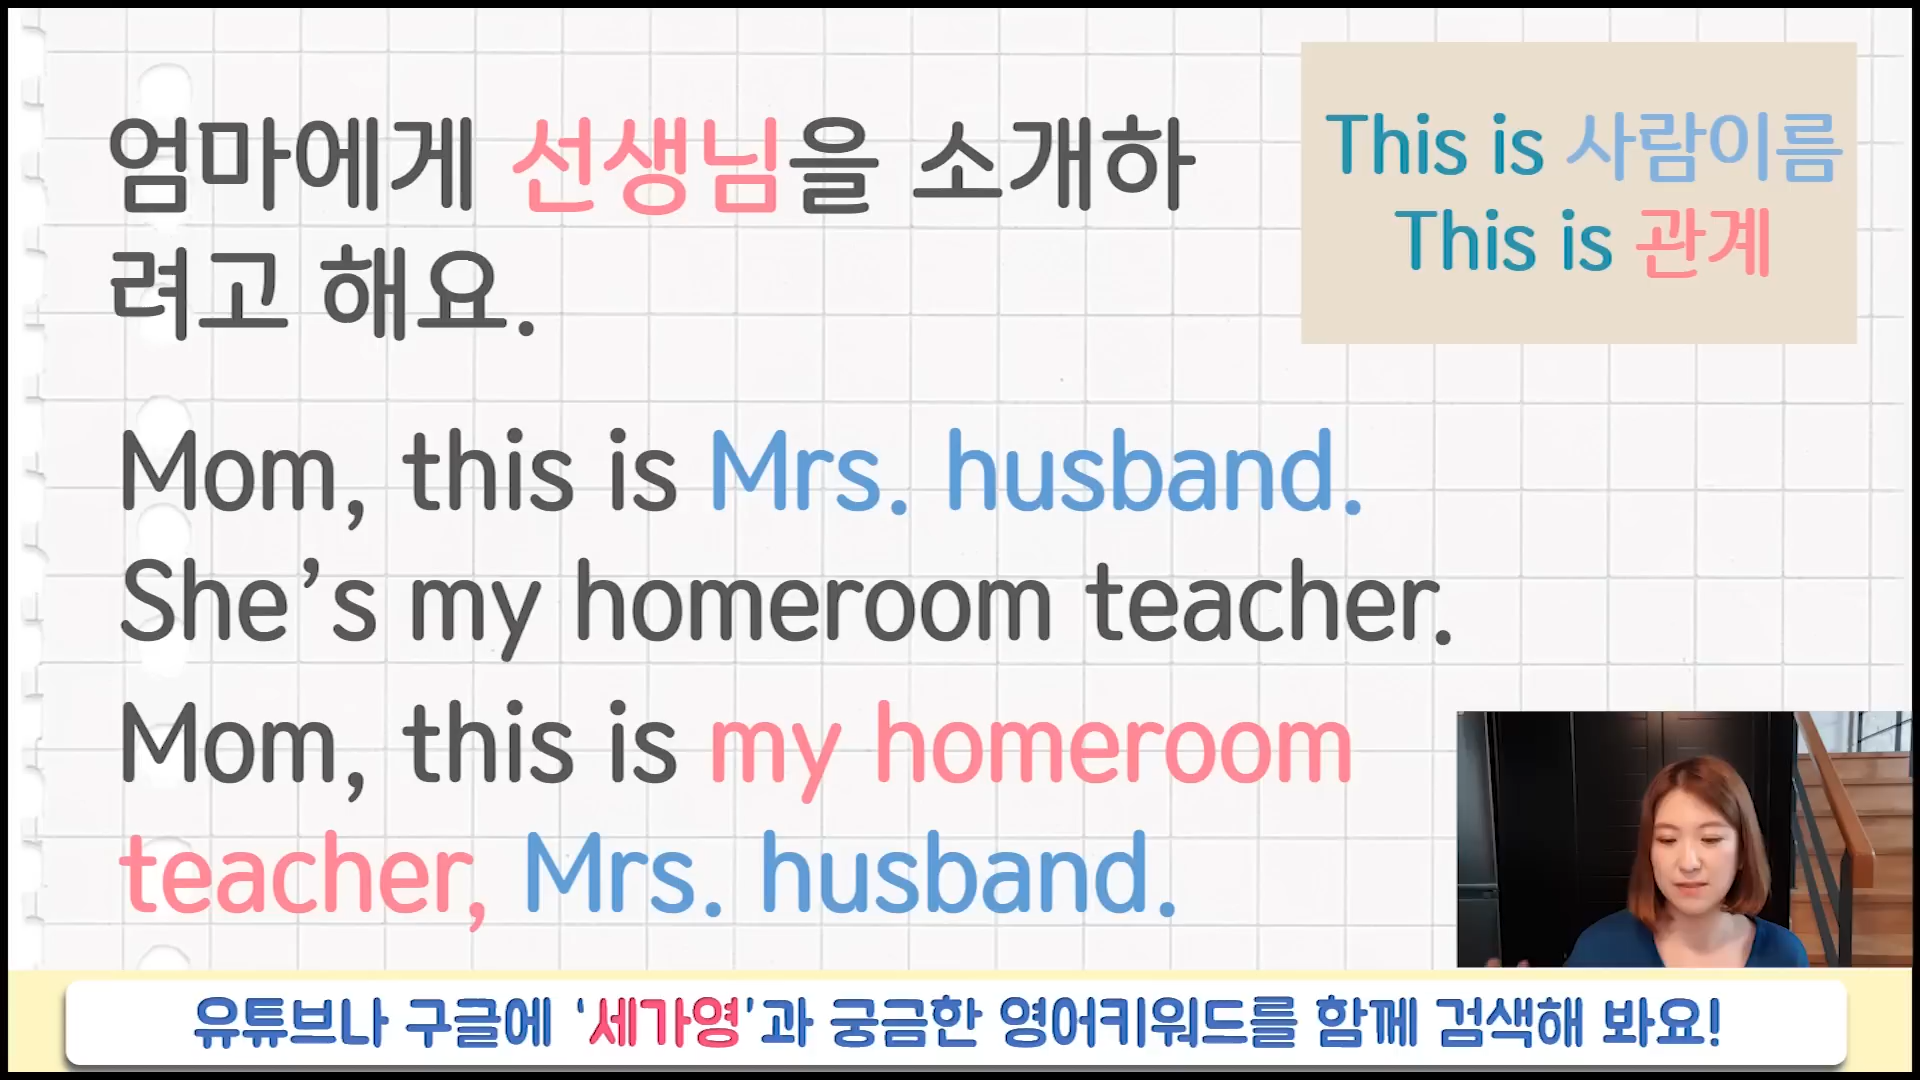 엄마에게 선생님을 소개하
려고 해요.
This is 사람이름
This is 관계
Mom, this is Mrs. husband.
She’s my homeroom teacher.
Mom, this is my homeroom
teacher, Mrs. husband.
유튜브나 구글에 ‘세가영’과 궁금한 영어키워드를 함께 검색해 봐요!